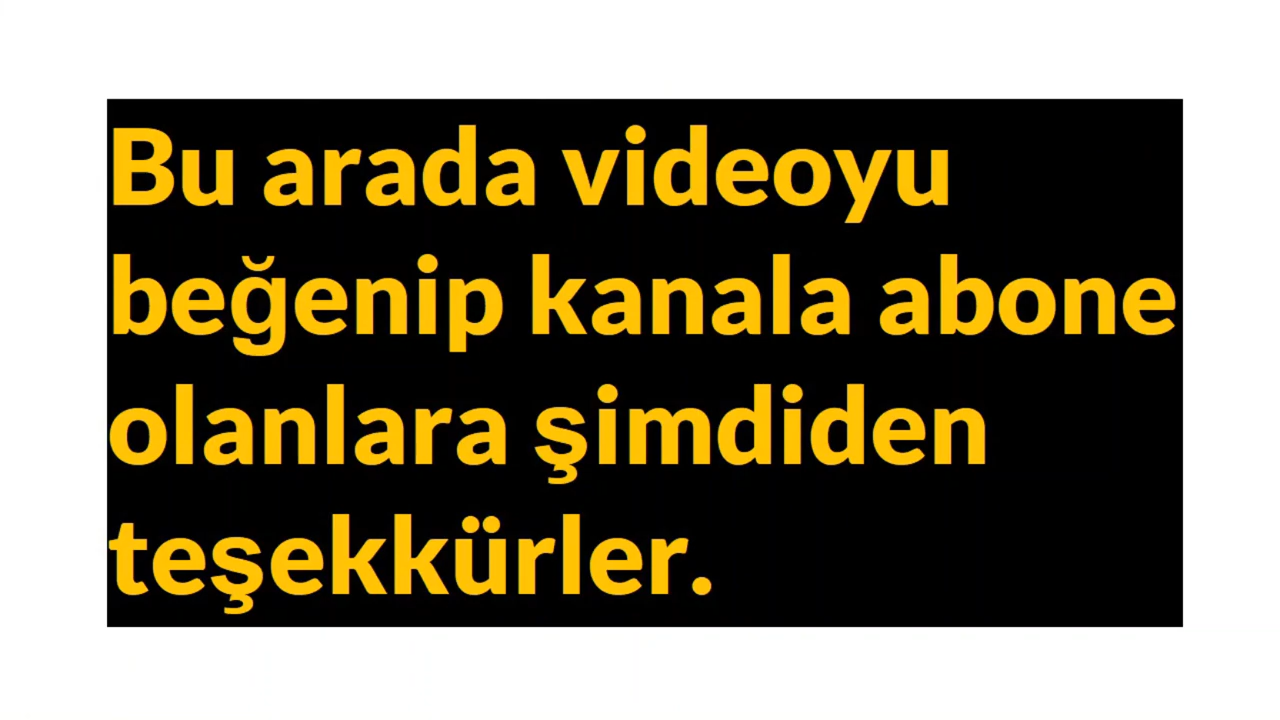 Bu arada videoyu
beğenip kanala abone
olanlara şimdiden
teşekkürler.